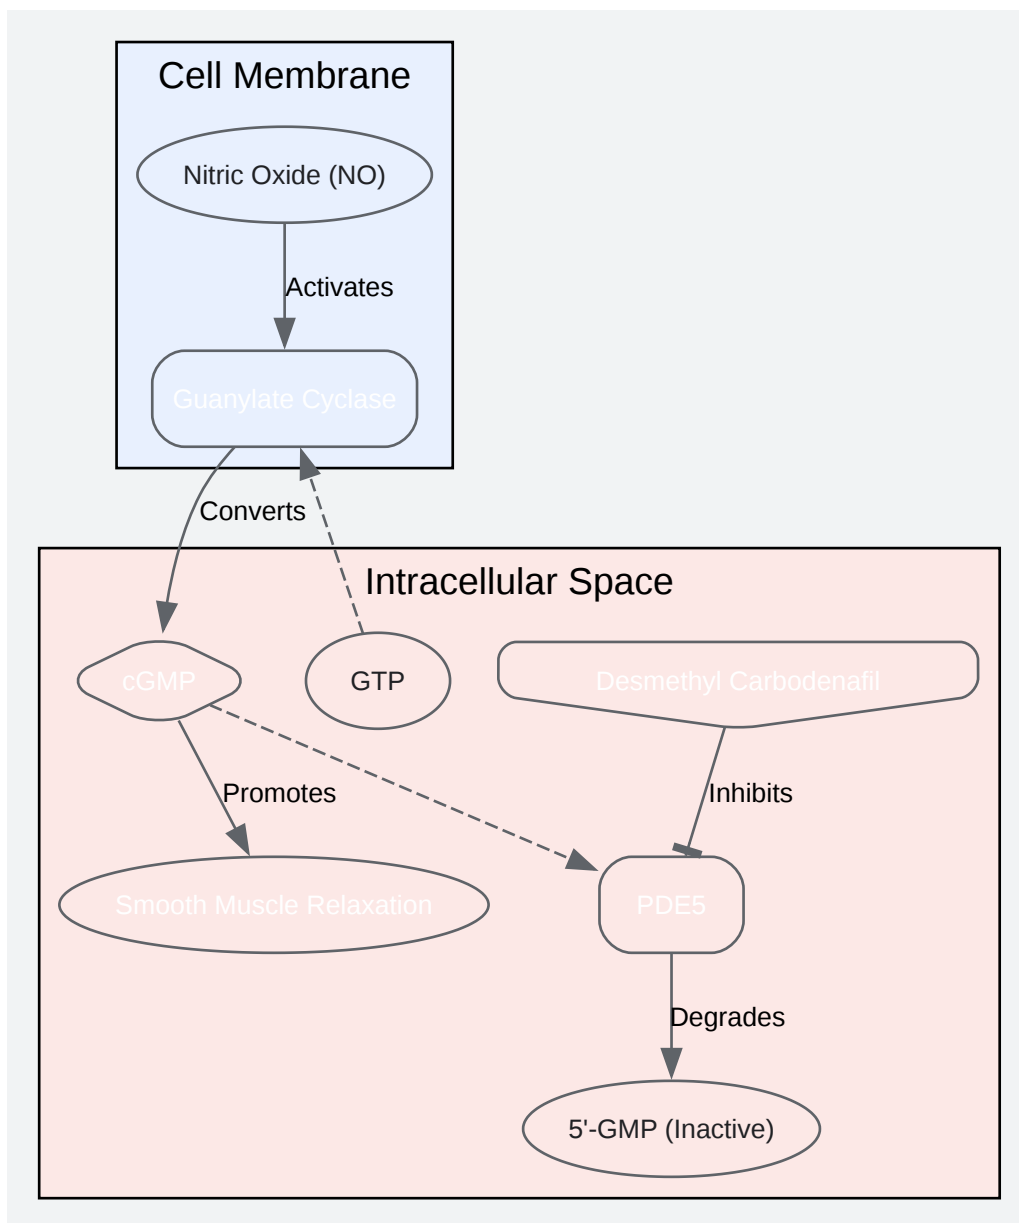 Cell Membrane
Nitric Oxide (NO)
Activates
Guanylate Cyclase
Converts
Intracellular Space
cGMP
GTP
Desmethyl Carbodenafil
Promotes
Inhibits
Smooth Muscle Relaxation
PDE5
Degrades
5'-GMP (Inactive)